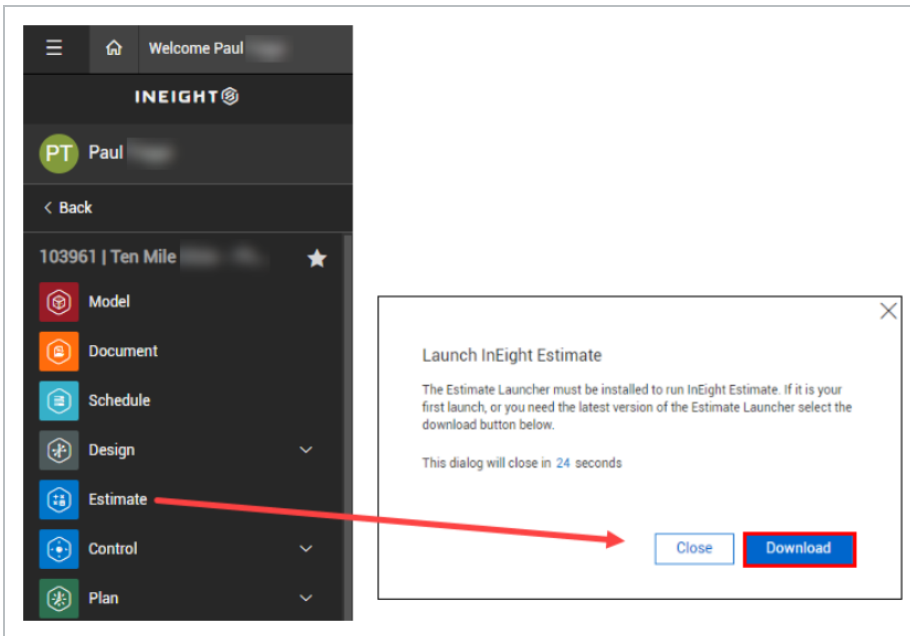 Welcome Paul
INEIGHT
PT Paul
< Back
103961 | Ten Mile
Model
Document
Schedule
Design
Estimate
Control
Plan
Launch InEight Estimate
The Estimate Launcher must be installed to run InEight Estimate. If it is your
first launch, or you need the latest version of the Estimate Launcher select the
download button below.
This dialog will close in 24 seconds
Close Download